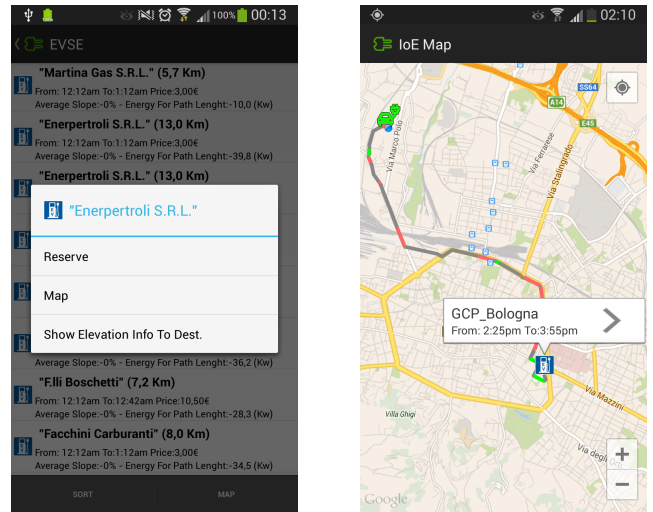 100% 00:13
EVSE
"Martina Gas S.R.L." (5,7 Km)
From: 12:12am To:1:12am Price:3,00€
Average Slope:-0% - Energy For Path Lenght:-10,0 (Kw)
"Enerpertroli S.R.L." (13,0 Km)
From: 12:12am To:1:12am Price:3,00€
Average Slope:-0% - Energy For Path Lenght:-39,8 (Kw)
"Enerpertroli S.R.L." (13,0 Km)
"Enerpertroli S.R.L."
Reserve
Map
Show Elevation Info To Dest.
Average Slope:-0% - Energy For Path Lenght:-36,2 (Kw)
"F.lli Boschetti" (7,2 Km)
From: 12:12am To:12:42am Price:10,50€
Average Slope:-0% - Energy For Path Lenght:-28,3 (Kw)
"Facchini Carburanti" (8,0 Km)
From: 12:12am To:1:12am Price:3,00€
Average Slope:-0% - Energy For Path Lenght:-34,5 (Kw)
SORT MAP
02:10
IoE Map
SS64
A14
E45
Via Marco Polo
Via Ferrarese
Via Stalingrado
GCP_Bologna
From: 2:25pm To:3:55pm
Via Mazzini
Villa Ghigi
Via degli
+
Google
−